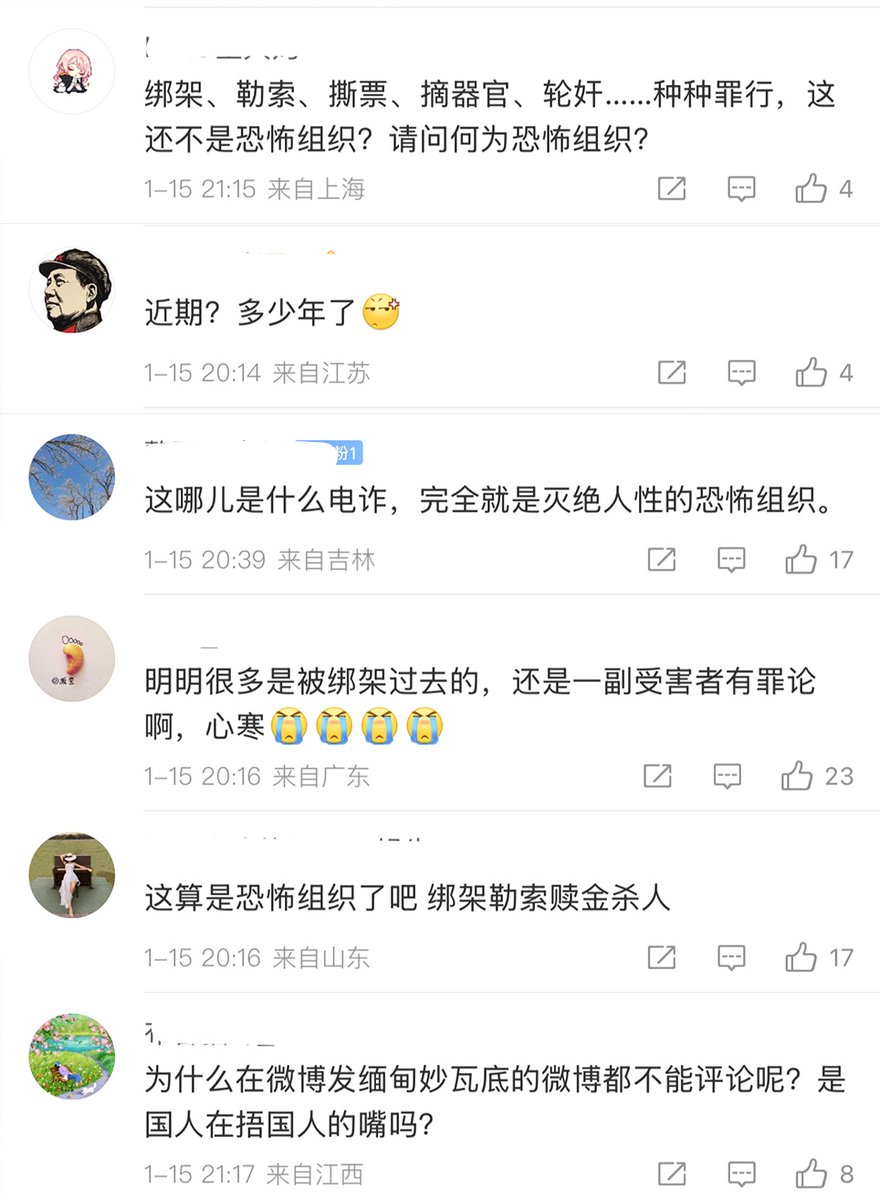 绑架、勒索、撕票、摘器官、轮奸……种种罪行，这
还不是恐怖组织？请问何为恐怖组织？
1-15 21:15 来自上海
4
近期？多少年了
1-15 20:14 来自江苏
4
粉1
这哪儿是什么电诈，完全就是灭绝人性的恐怖组织。
1-15 20:39 来自吉林
17
明明很多是被绑架过去的，还是一副受害者有罪论
啊，心寒😭😭😭😭
1-15 20:16 来自广东
23
这算是恐怖组织了吧 绑架勒索赎金杀人
1-15 20:16 来自山东
17
为什么在微博发缅甸妙瓦底的微博都不能评论呢？是
国人在捂国人的嘴吗？
1-15 21:17 来自江西
8